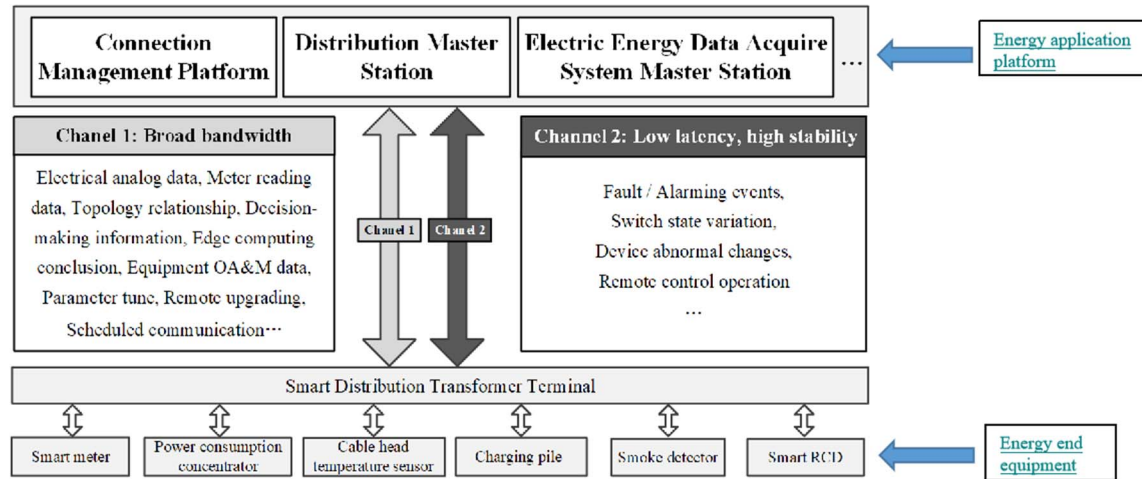 Connection
Management Platform
Distribution Master
Station
Electric Energy Data Acquire
System Master Station
…
Energy application
platform
Chanel 1: Broad bandwidth
Electrical analog data, Meter reading
data, Topology relationship, Decision-
making information, Edge computing
conclusion, Equipment OA&M data,
Parameter tune, Remote upgrading,
Scheduled communication…
Chanel 1
Chanel 2
Channel 2: Low latency, high stability
Fault / Alarming events,
Switch state variation,
Device abnormal changes,
Remote control operation
…
Smart Distribution Transformer Terminal
Smart meter
Power consumption
concentrator
Cable head
temperature sensor
Charging pile
Smoke detector
Smart RCD
Energy end
equipment